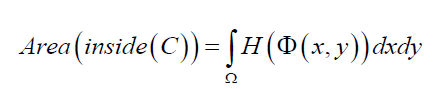 Area(inside(C)) = ∫_Ω H(Φ(x, y))dxdy